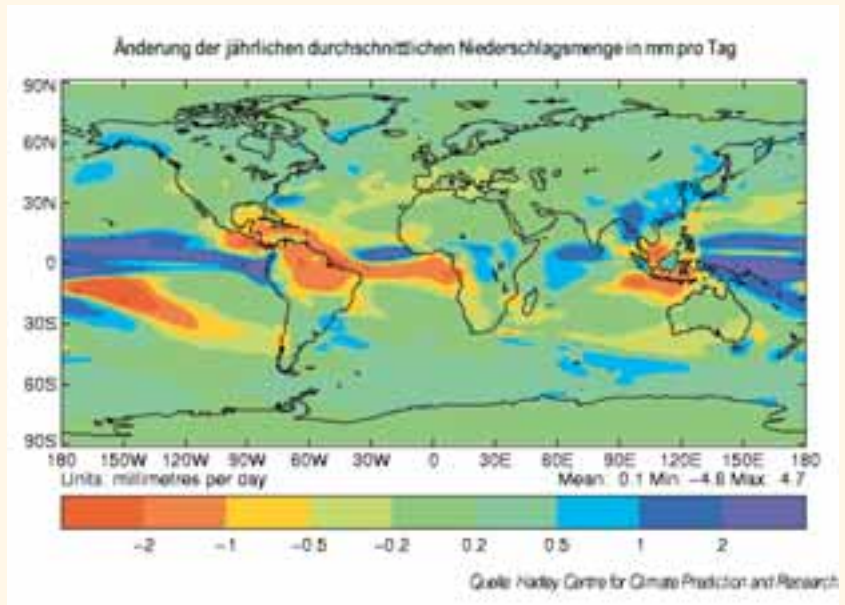 Änderung der jährlichen durchschnittlichen Niederschlagsmenge in mm pro Tag
90N
60N
30N
0
30S
60S
90S
180 150W 120W 90W 60W 30W 0 30E 60E 90E 120E 150E 180
Units: millimetres per day Mean: 0.1 Min: -4.8 Max: 4.7
-2 -1 -0.5 -0.2 0.2 0.5 1 2
Quelle: Hadley Centre for Climate Prediction and Research